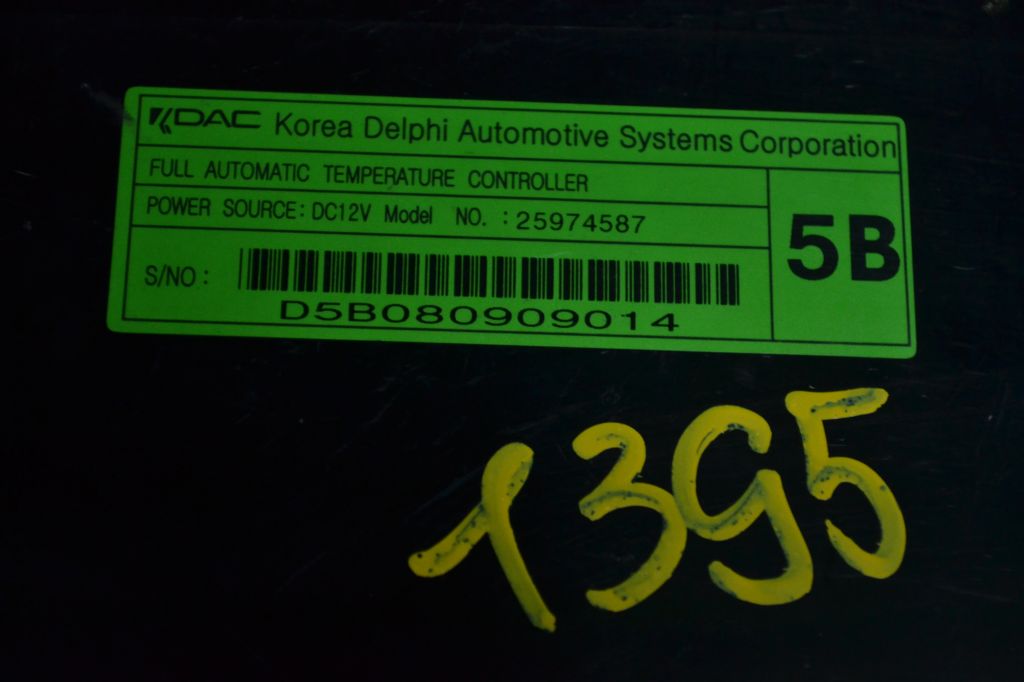 KDAC Korea Delphi Automotive Systems Corporation
FULL AUTOMATIC TEMPERATURE CONTROLLER
POWER SOURCE: DC12V Model NO. : 25974587
5B
S/NO :
D5B080909014
1395